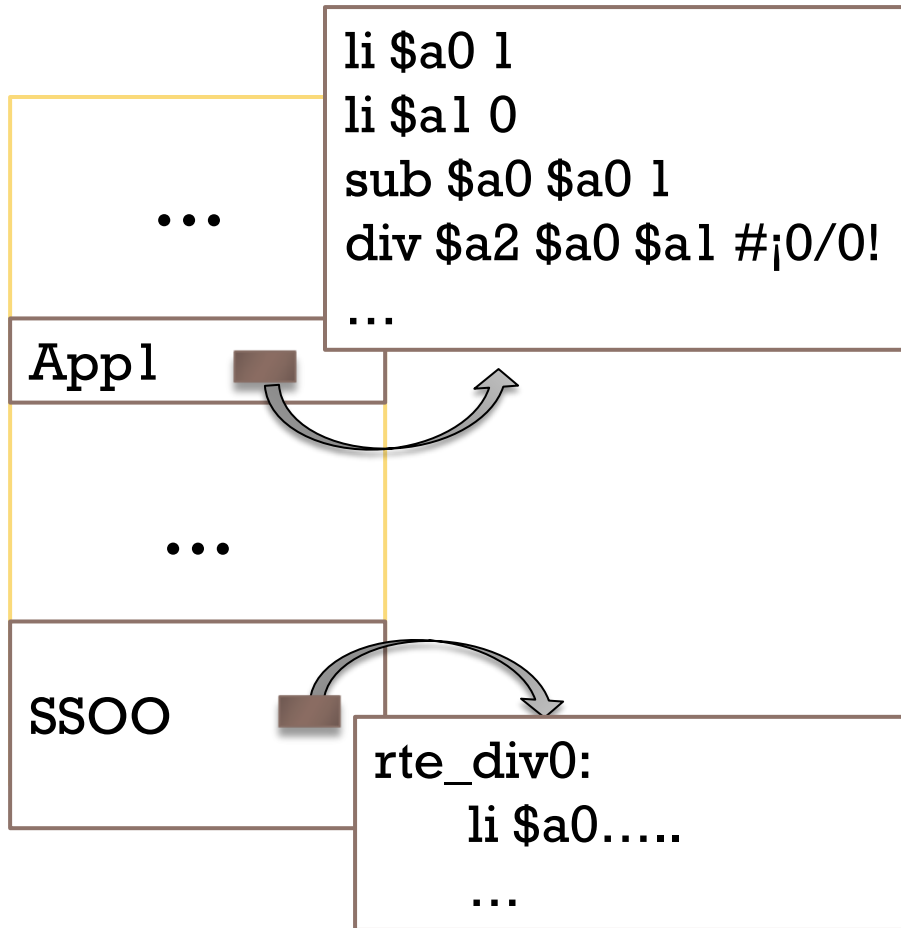 li $a0 1
li $a1 0
sub $a0 $a0 1
div $a2 $a0 $a1 #¡0/0!
…
…
App1
…
SSOO
rte_div0:
li $a0…..
…